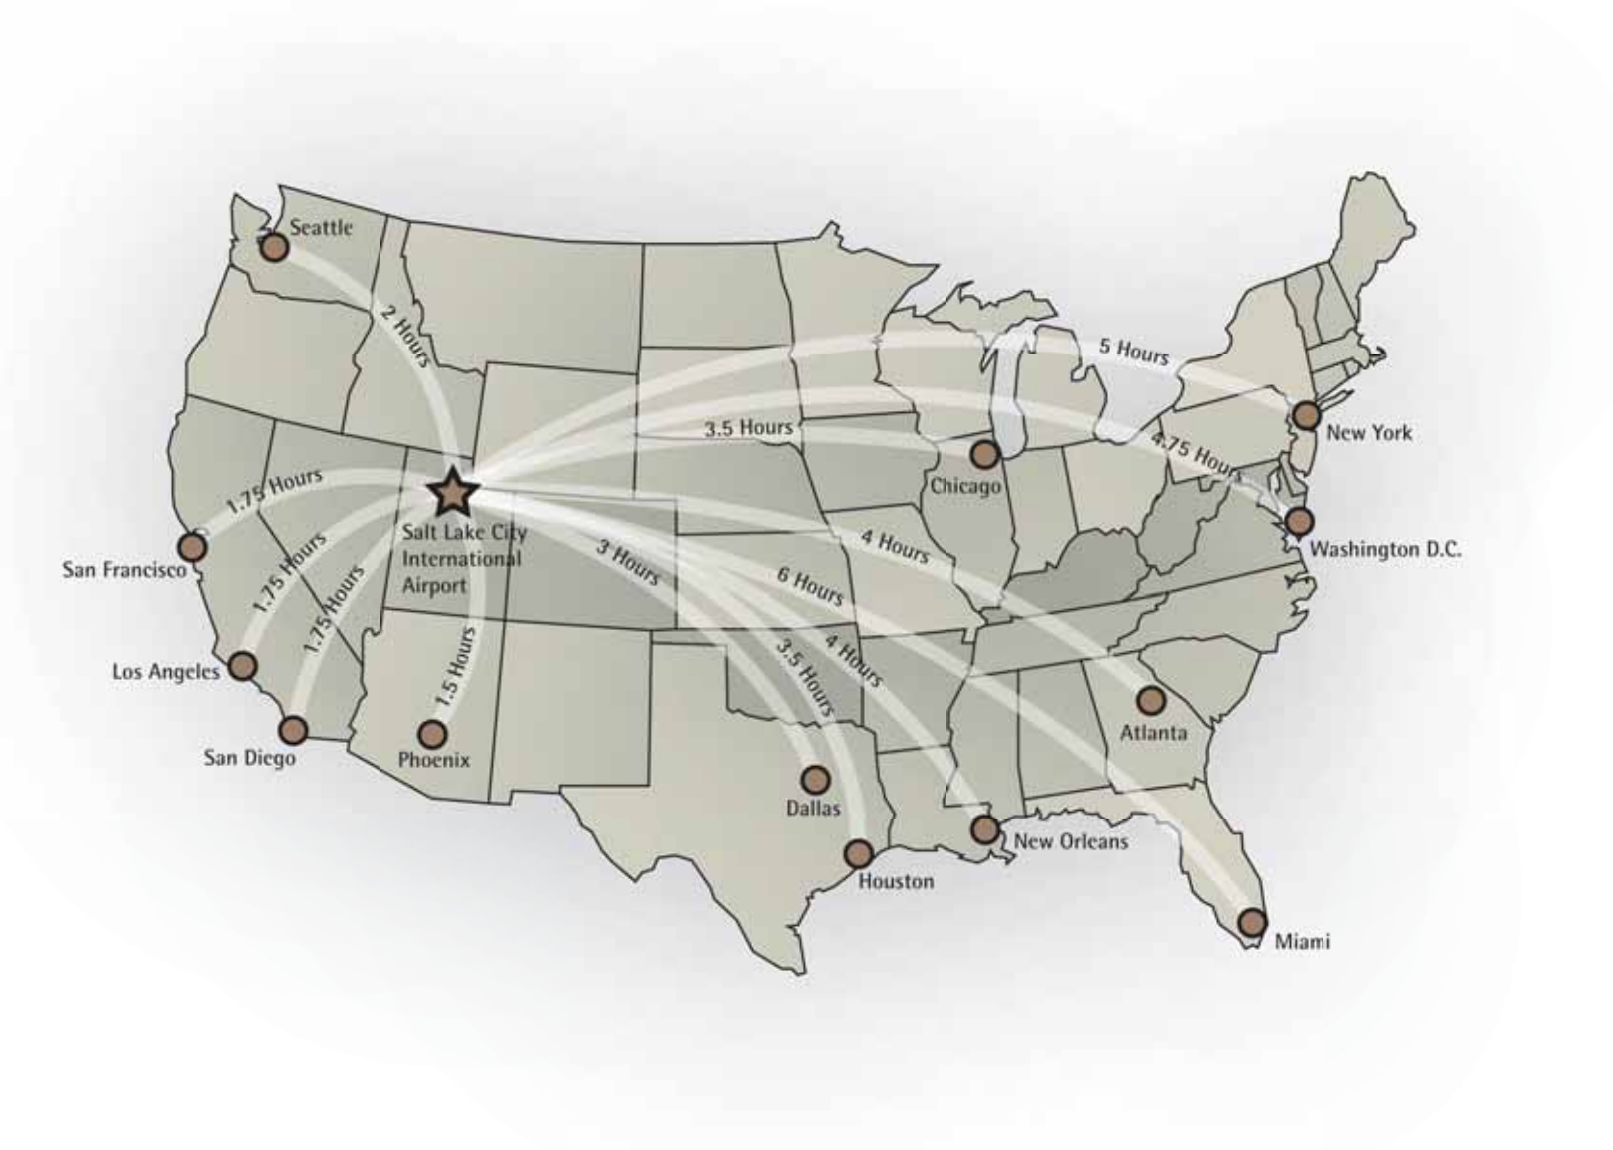 Seattle
2 Hours
5 Hours
3.5 Hours
New York
4.75 Hours
1.75 Hours
Chicago
Salt Lake City
International
Airport
Washington D.C.
San Francisco
1.75 Hours
1.75 Hours
3 Hours
4 Hours
6 Hours
Los Angeles
1.5 Hours
3.5 Hours
4 Hours
San Diego
Phoenix
Atlanta
Dallas
New Orleans
Houston
Miami